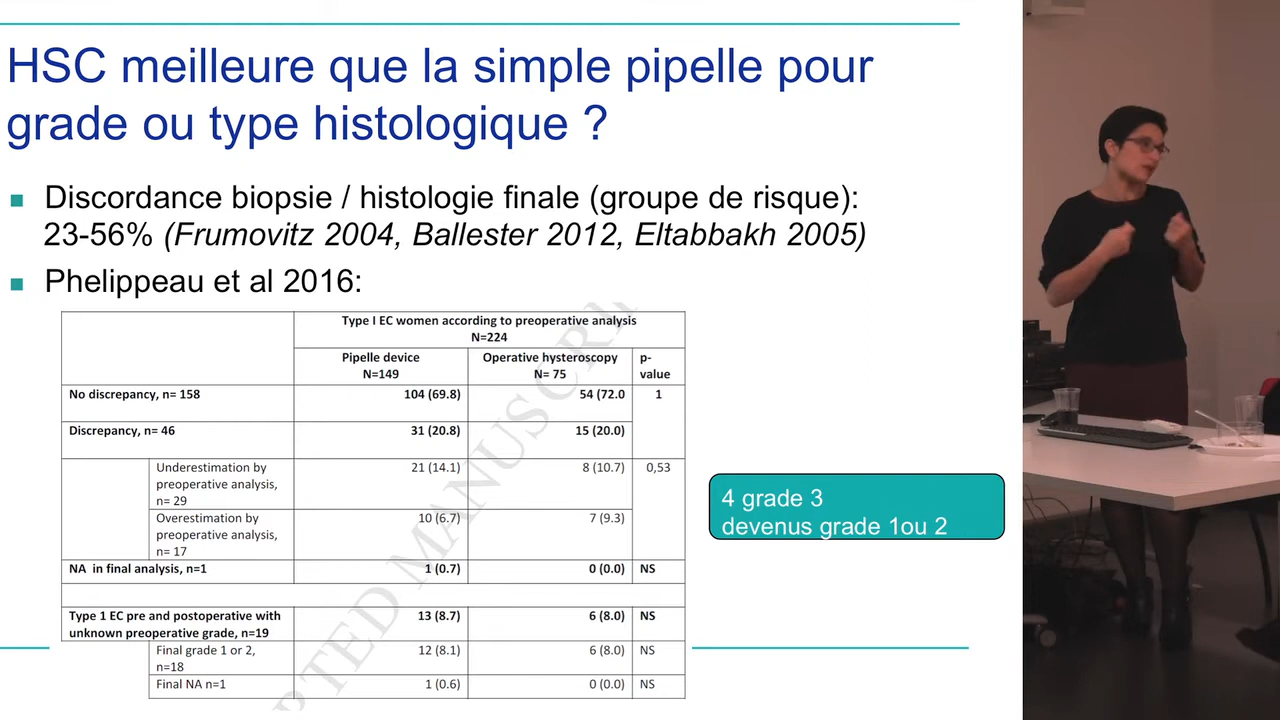 HSC meilleure que la simple pipelle pour
grade ou type histologique ?
Discordance biopsie / histologie finale (groupe de risque):
23-56% (Frumovitz 2004, Ballester 2012, Eltabbakh 2005)
Phelippeau et al 2016:
Type I EC women according to preoperative analysis
N=224
Pipelle device
N=149
Operative hysteroscopy
N= 75
p-
value
No discrepancy, n= 158
104 (69.8)
54 (72.0
1
Discrepancy, n= 46
31 (20.8)
15 (20.0)
Underestimation by
preoperative analysis,
n= 29
21 (14.1)
8 (10.7)
0,53
Overestimation by
preoperative analysis,
n= 17
10 (6.7)
7 (9.3)
NA in final analysis, n=1
1 (0.7)
0 (0.0)
NS
Type 1 EC pre and postoperative with
unknown preoperative grade, n=19
13 (8.7)
6 (8.0)
NS
Final grade 1 or 2,
n=18
12 (8.1)
6 (8.0)
NS
Final NA n=1
1 (0.6)
0 (0.0)
NS
4 grade 3
devenus grade 1ou 2
PTED MANUSCRI